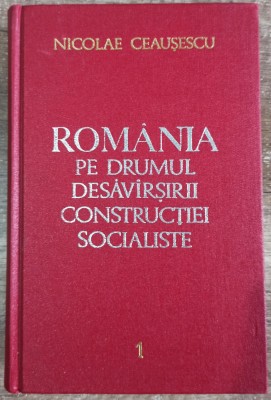 NICOLAE CEAUȘESCU
ROMÂNIA
PE DRUMUL
DESĂVÎRȘIRII
CONSTRUCȚIEI
SOCIALISTE
1